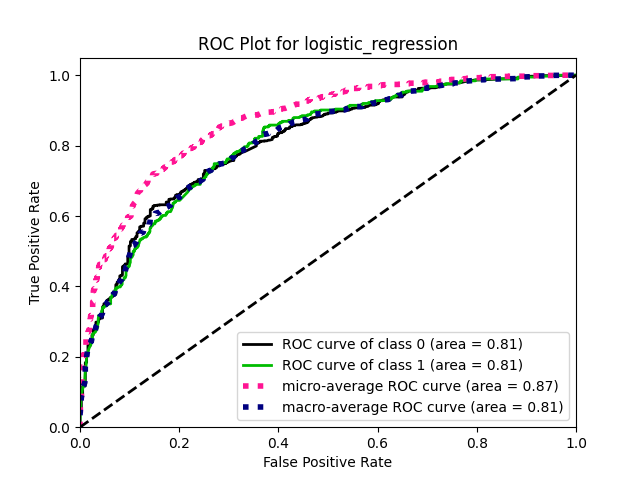 ROC Plot for logistic_regression
True Positive Rate
1.0
0.8
0.6
0.4
0.2
0.0
ROC curve of class 0 (area = 0.81)
ROC curve of class 1 (area = 0.81)
micro-average ROC curve (area = 0.87)
macro-average ROC curve (area = 0.81)
0.0 0.2 0.4 0.6 0.8 1.0
False Positive Rate